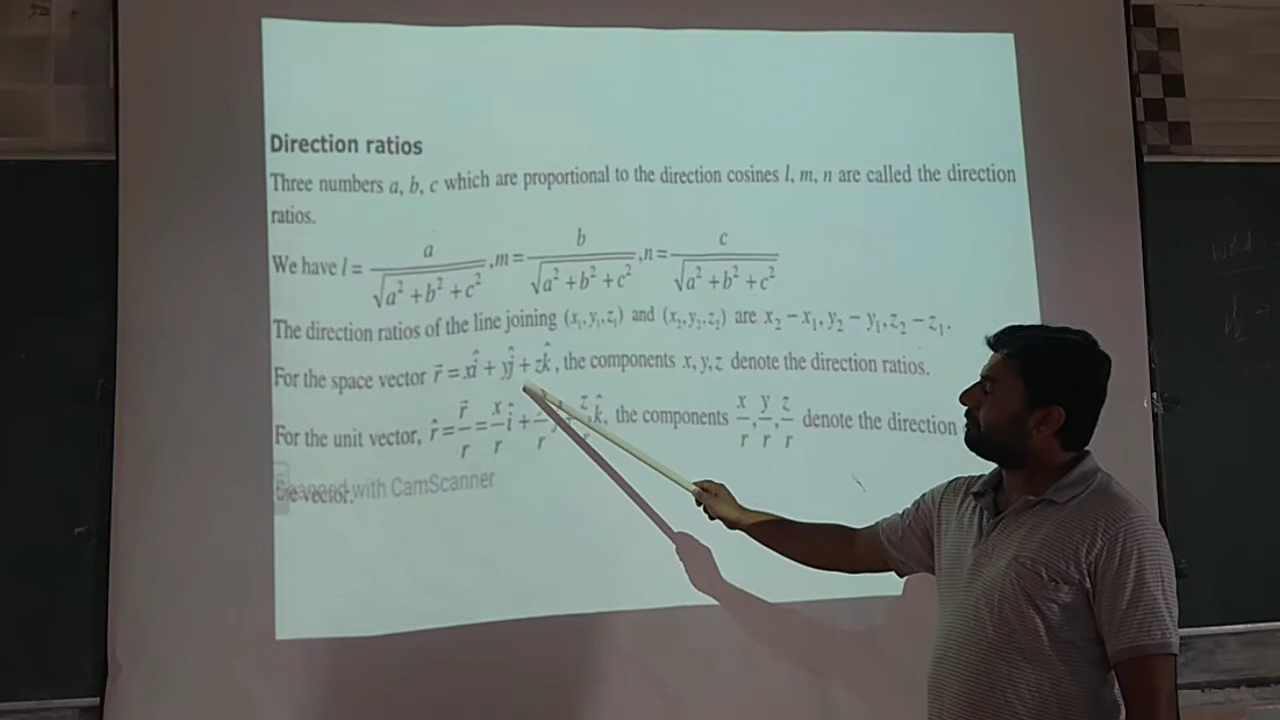 Direction ratios
Three numbers a, b, c which are proportional to the direction cosines l, m, n are called the direction
ratios.
We have l = a/√(a² + b² + c²), m = b/√(a² + b² + c²), n = c/√(a² + b² + c²)
The direction ratios of the line joining (x₁, y₁, z₁) and (x₂, y₂, z₂) are x₂ − x₁, y₂ − y₁, z₂ − z₁.
For the space vector r⃗ = xî + yĵ + zk̂, the components x, y, z denote the direction ratios.
For the unit vector, r̂ = r⃗/r = x/r î + z/r k̂, the components x/r, y/r, z/r denote the direction
the vector.
Scanned with CamScanner